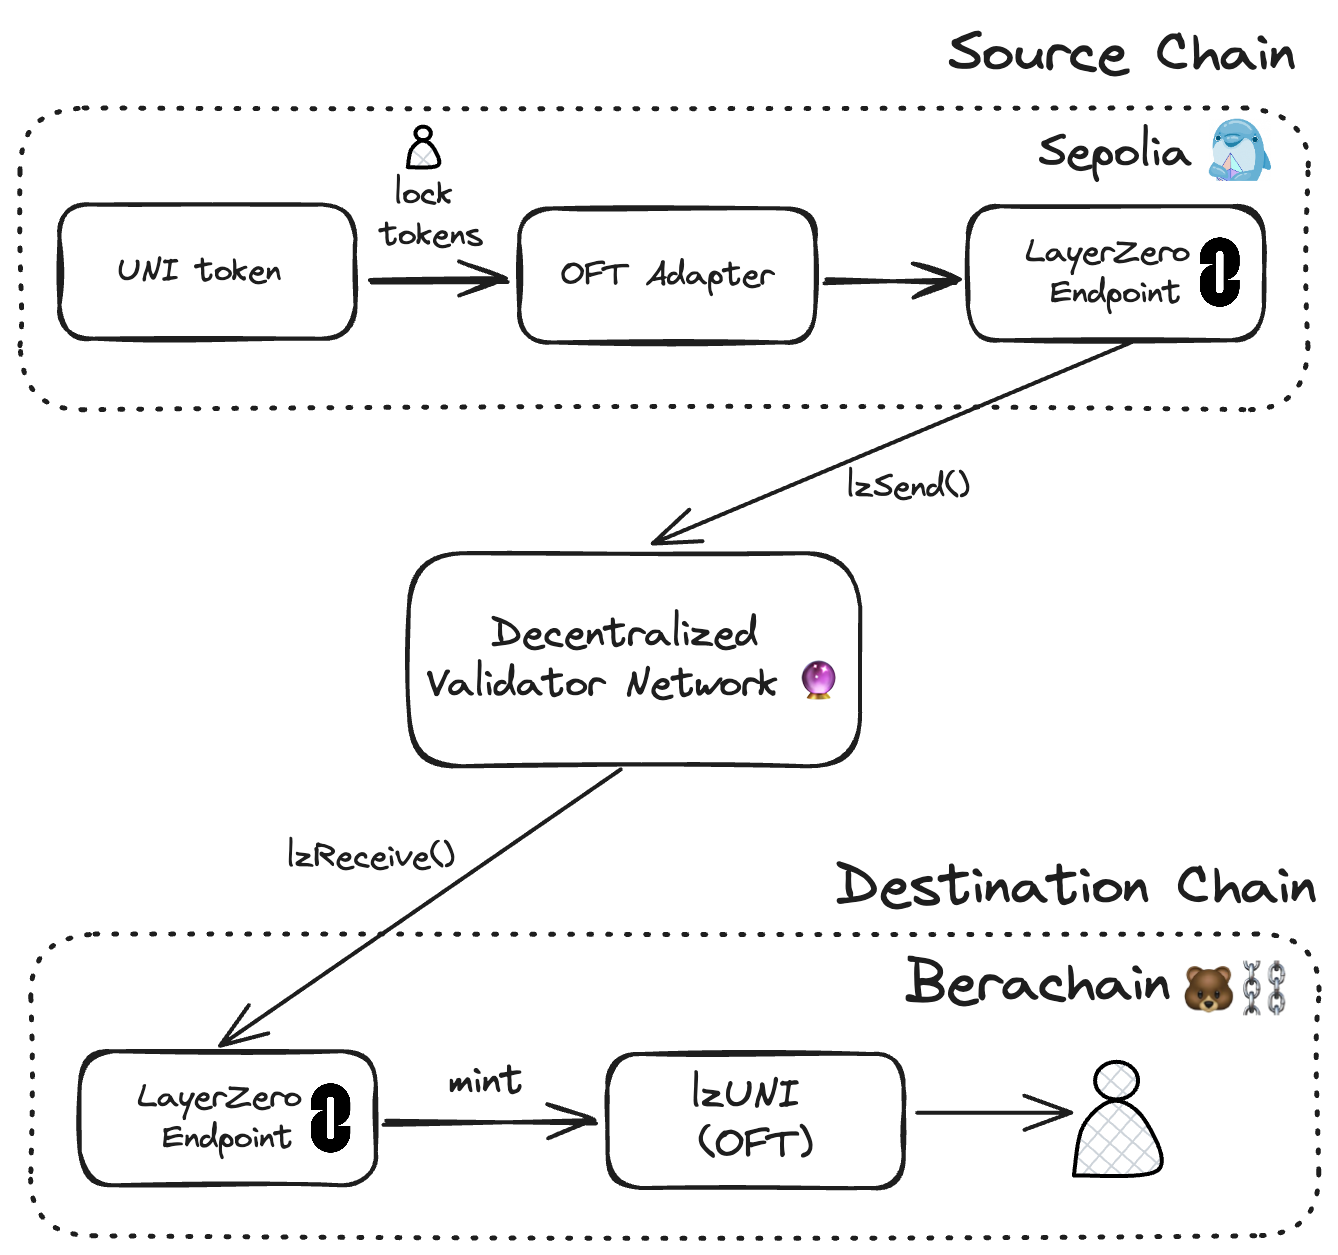 Source Chain
Sepolia
lock
tokens
UNI token
OFT Adapter
LayerZero
Endpoint
lzSend()
Decentralized
Validator Network
lzReceive()
Destination Chain
Berachain
LayerZero
Endpoint
mint
lzUNI
(OFT)